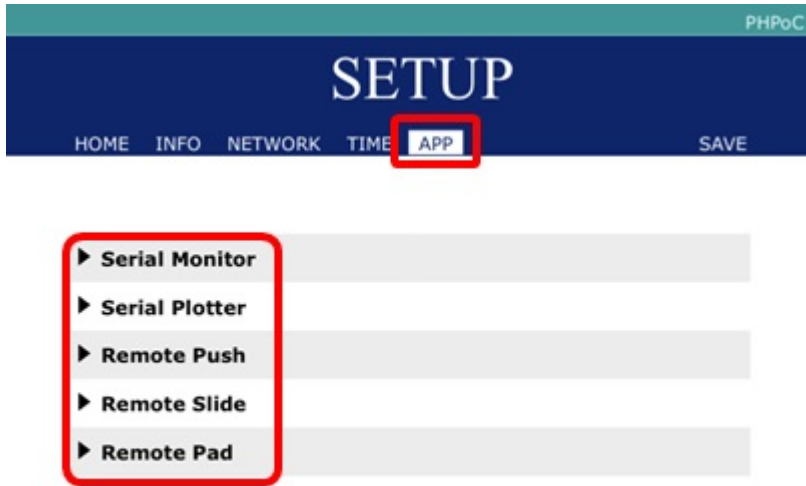 PHPoC
SETUP
HOME INFO NETWORK TIME APP SAVE
Serial Monitor
Serial Plotter
Remote Push
Remote Slide
Remote Pad